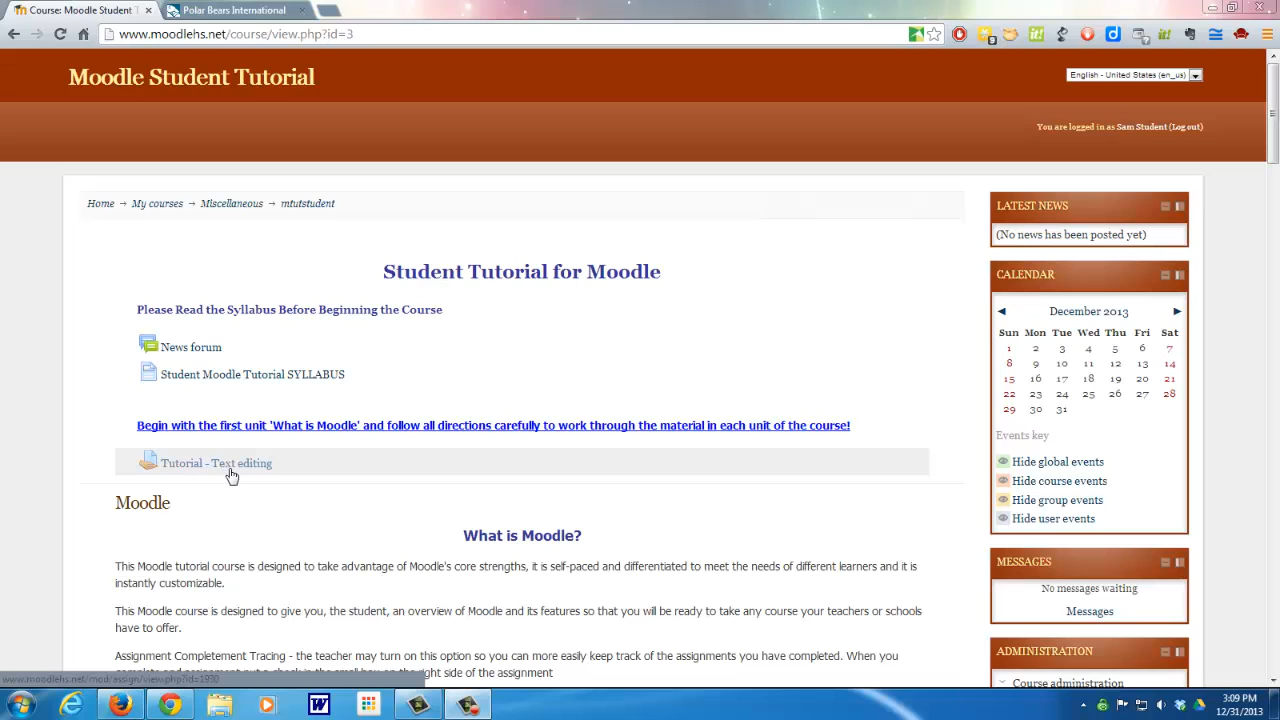 Course: Moodle Student T
Polar Bears International
www.moodlehs.net/course/view.php?id=3
Moodle Student Tutorial
English - United States (en_us)
You are logged in as Sam Student (Log out)
Home → My courses → Miscellaneous → mtutstudent
Student Tutorial for Moodle
Please Read the Syllabus Before Beginning the Course
News forum
Student Moodle Tutorial SYLLABUS
Begin with the first unit 'What is Moodle' and follow all directions carefully to work through the material in each unit of the course!
Tutorial - Text editing
Moodle
What is Moodle?
This Moodle tutorial course is designed to take advantage of Moodle's core strengths, it is self-paced and differentiated to meet the needs of different learners and it is
instantly customizable.
This Moodle course is designed to give you, the student, an overview of Moodle and its features so that you will be ready to take any course your teachers or schools
have to offer.
Assignment Completement Tracing - the teacher may turn on this option so you can more easily keep track of the assignments you have completed. When you
right side of the assignment
www.moodlehs.net/mod/assign/view.php?id=1930
LATEST NEWS
(No news has been posted yet)
CALENDAR
December 2013
Sun Mon Tue Wed Thu Fri Sat
1 2 3 4 5 6 7
8 9 10 11 12 13 14
15 16 17 18 19 20 21
22 23 24 25 26 27 28
29 30 31
Events key
Hide global events
Hide course events
Hide group events
Hide user events
MESSAGES
No messages waiting
Messages
ADMINISTRATION
Course administration
3:09 PM
12/31/2013